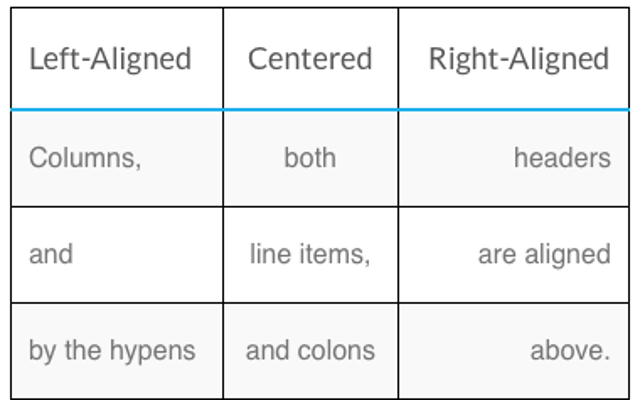 Left-Aligned Centered Right-Aligned
Columns, both headers
and line items, are aligned
by the hypens and colons above.